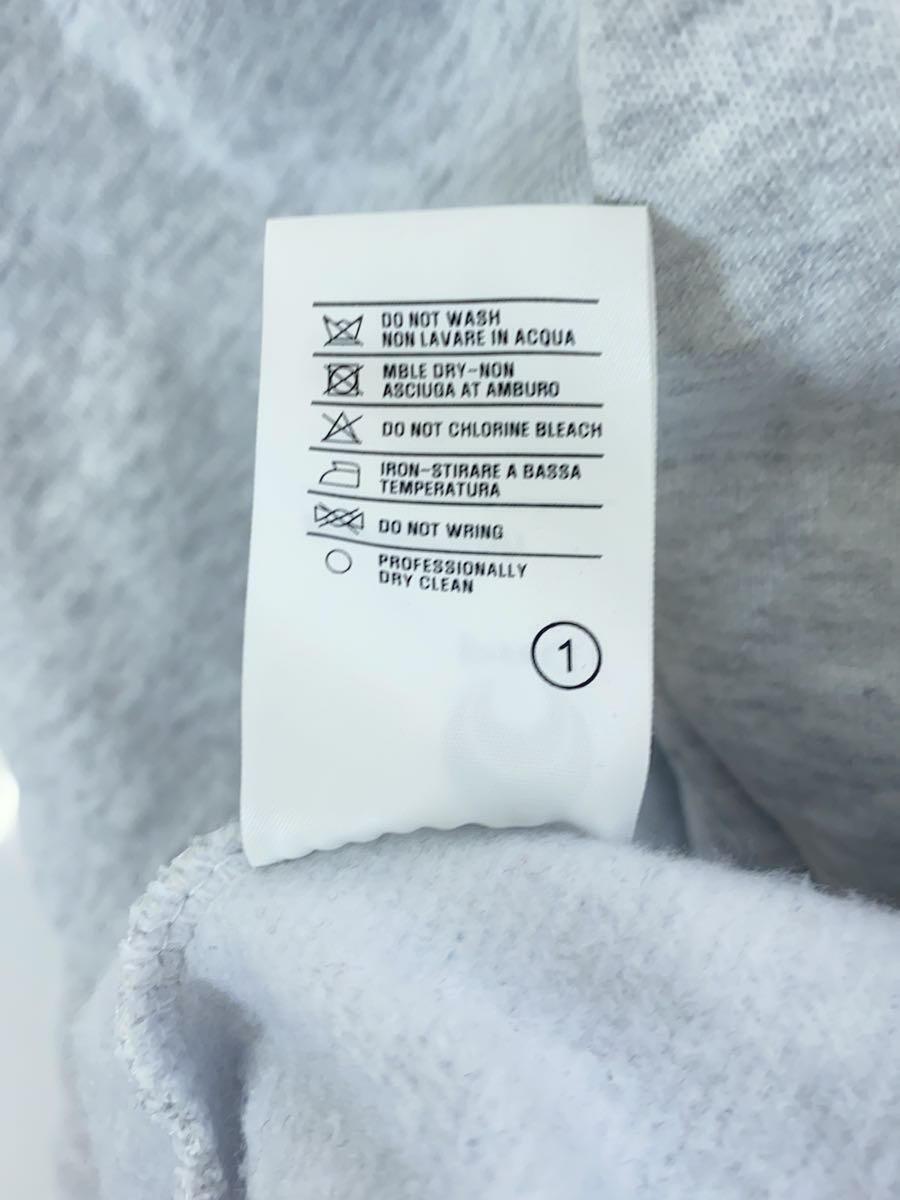 DO NOT WASH
NON LAVARE IN ACQUA
MBLE DRY-NON
ASCIUGA AT AMBURO
DO NOT CHLORINE BLEACH
IRON-STIRARE A BASSA
TEMPERATURA
DO NOT WRING
PROFESSIONALLY
DRY CLEAN
1